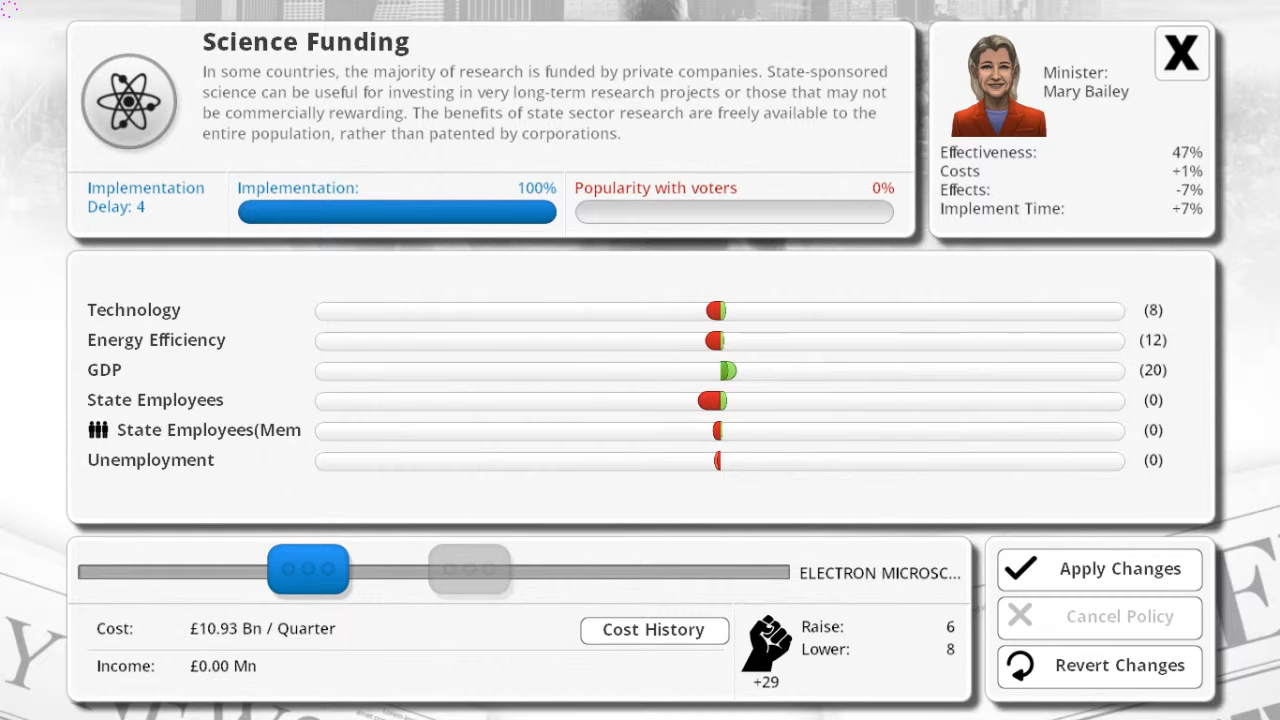 Science Funding
In some countries, the majority of research is funded by private companies. State-sponsored
science can be useful for investing in very long-term research projects or those that may not
be commercially rewarding. The benefits of state sector research are freely available to the
entire population, rather than patented by corporations.
Implementation
Delay: 4
Implementation: 100%
Popularity with voters 0%
X
Minister:
Mary Bailey
Effectiveness: 47%
Costs +1%
Effects: -7%
Implement Time: +7%
Technology (8)
Energy Efficiency (12)
GDP (20)
State Employees (0)
State Employees(Mem (0)
Unemployment (0)
ELECTRON MICROSC...
Cost: £10.93 Bn / Quarter
Cost History
Income: £0.00 Mn
+29
Raise: 6
Lower: 8
Apply Changes
Cancel Policy
Revert Changes